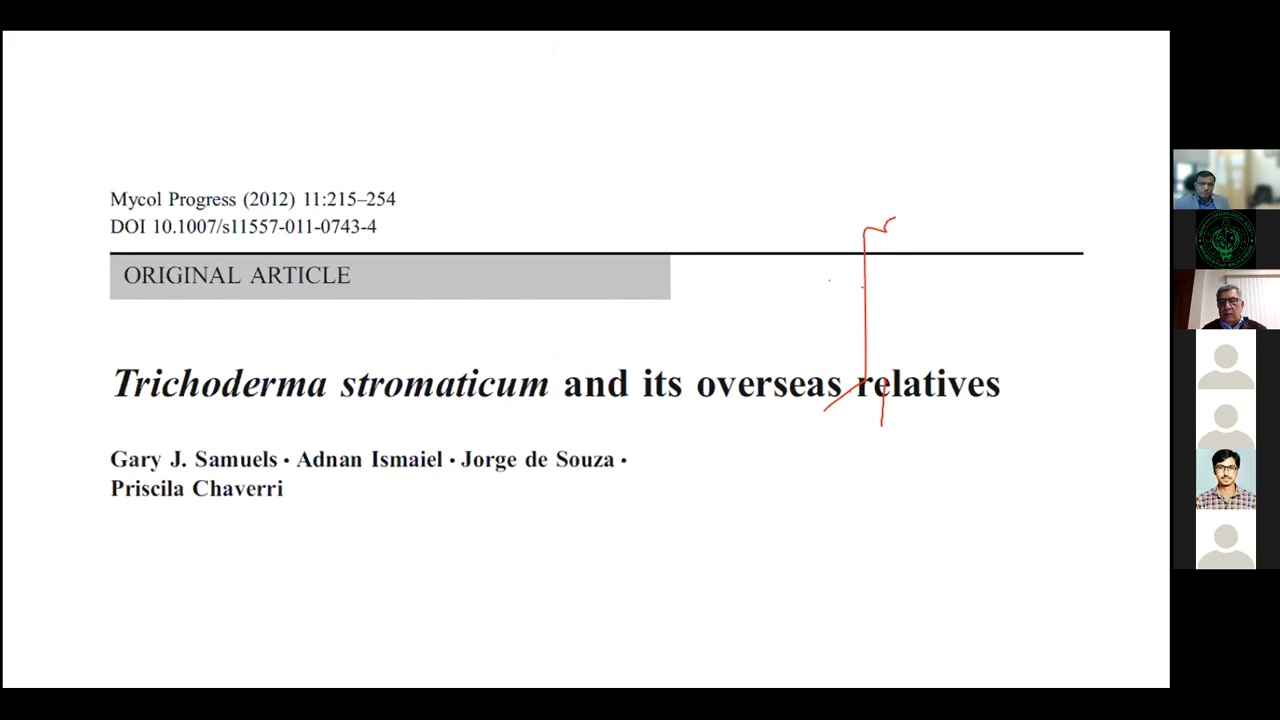 Mycol Progress (2012) 11:215–254
DOI 10.1007/s11557-011-0743-4
ORIGINAL ARTICLE
Trichoderma stromaticum and its overseas relatives
Gary J. Samuels • Adnan Ismaiel • Jorge de Souza •
Priscila Chaverri